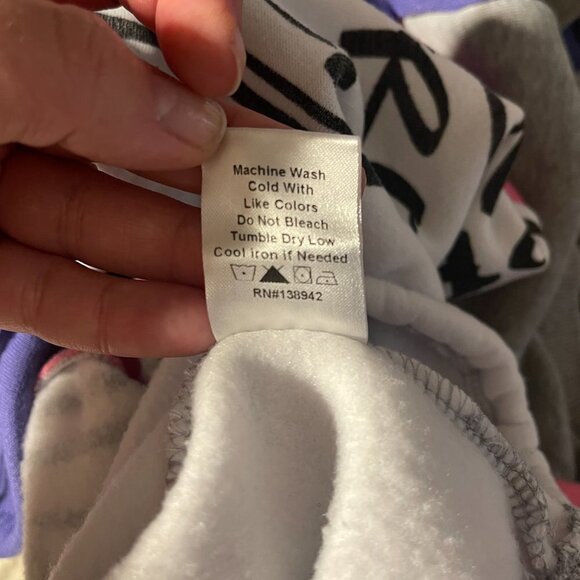 Machine Wash
Cold With
Like Colors
Do Not Bleach
Tumble Dry Low
Cool iron if Needed
RN#138942